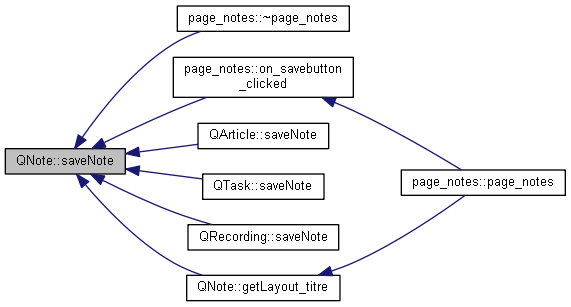 page_notes::~page_notes
page_notes::on_savebutton
_clicked
QArticle::saveNote
QNote::saveNote
QTask::saveNote
page_notes::page_notes
QRecording::saveNote
QNote::getLayout_titre